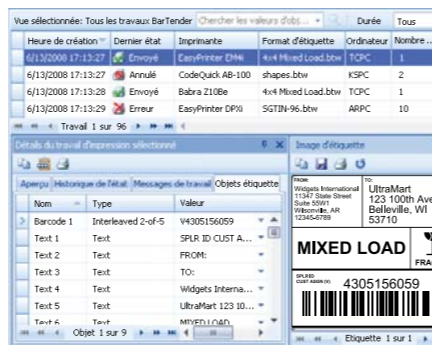 Vue sélectionnée: Tous les travaux BarTender Chercher les valeurs d'obj... Durée Tous
Heure de création Dernier état Imprimante Format d'étiquette Ordinateur Nombre ..
6/13/2008 17:13:27 Envoyé EasyPrinter EM4i 4x4 Mixed Load.btw TCPC 1
6/13/2008 17:13:27 Annulé CodeQuick AB-100 shapes.btw KSPC 2
6/13/2008 17:13:28 Envoyé Babra Z10Be 4x4 Mixed Load.btw TCPC 1
6/13/2008 17:13:29 Erreur EasyPrinter DPXi SGTIN-96.btw ARPC 10
Travail 1 sur 96
Détails du travail d'impression sélectionné
Aperçu Historique de l'état Messages de travail Objets étiquette
Nom Type Valeur
Barcode 1 Interleaved 2-of-5 V4305156059
Text 1 Text SPLR ID CUST A...
Text 2 Text FROM:
Text 3 Text TO:
Text 4 Text Widgets Interna...
Text 5 Text UltraMart 123 10...
Text 6 Text MIXED LOAD
Objet 1 sur 9
Image d'étiquette
FROM:
Widgets International
11347 State Street
Suite 55W1
Wilsonville, AR
12345-6789
TO:
UltraMart
123 100th Ave
Belleville, WI
53710
MIXED LOAD
FRAG
SPLR ID
CUST ASSGN (V)
4305156059
Etiquette 1 sur 1